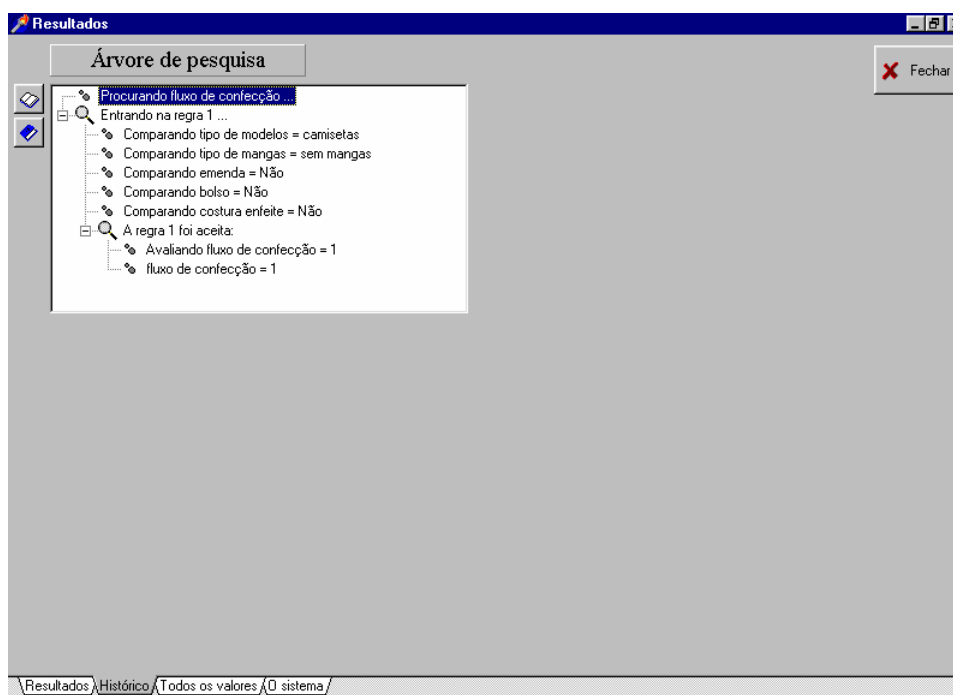 Resultados
Árvore de pesquisa
Fechar
Procurando fluxo de confecção ...
Entrando na regra 1 ...
Comparando tipo de modelos = camisetas
Comparando tipo de mangas = sem mangas
Comparando emenda = Não
Comparando bolso = Não
Comparando costura enfeite = Não
A regra 1 foi aceita:
Avaliando fluxo de confecção = 1
fluxo de confecção = 1
Resultados Histórico Todos os valores O sistema